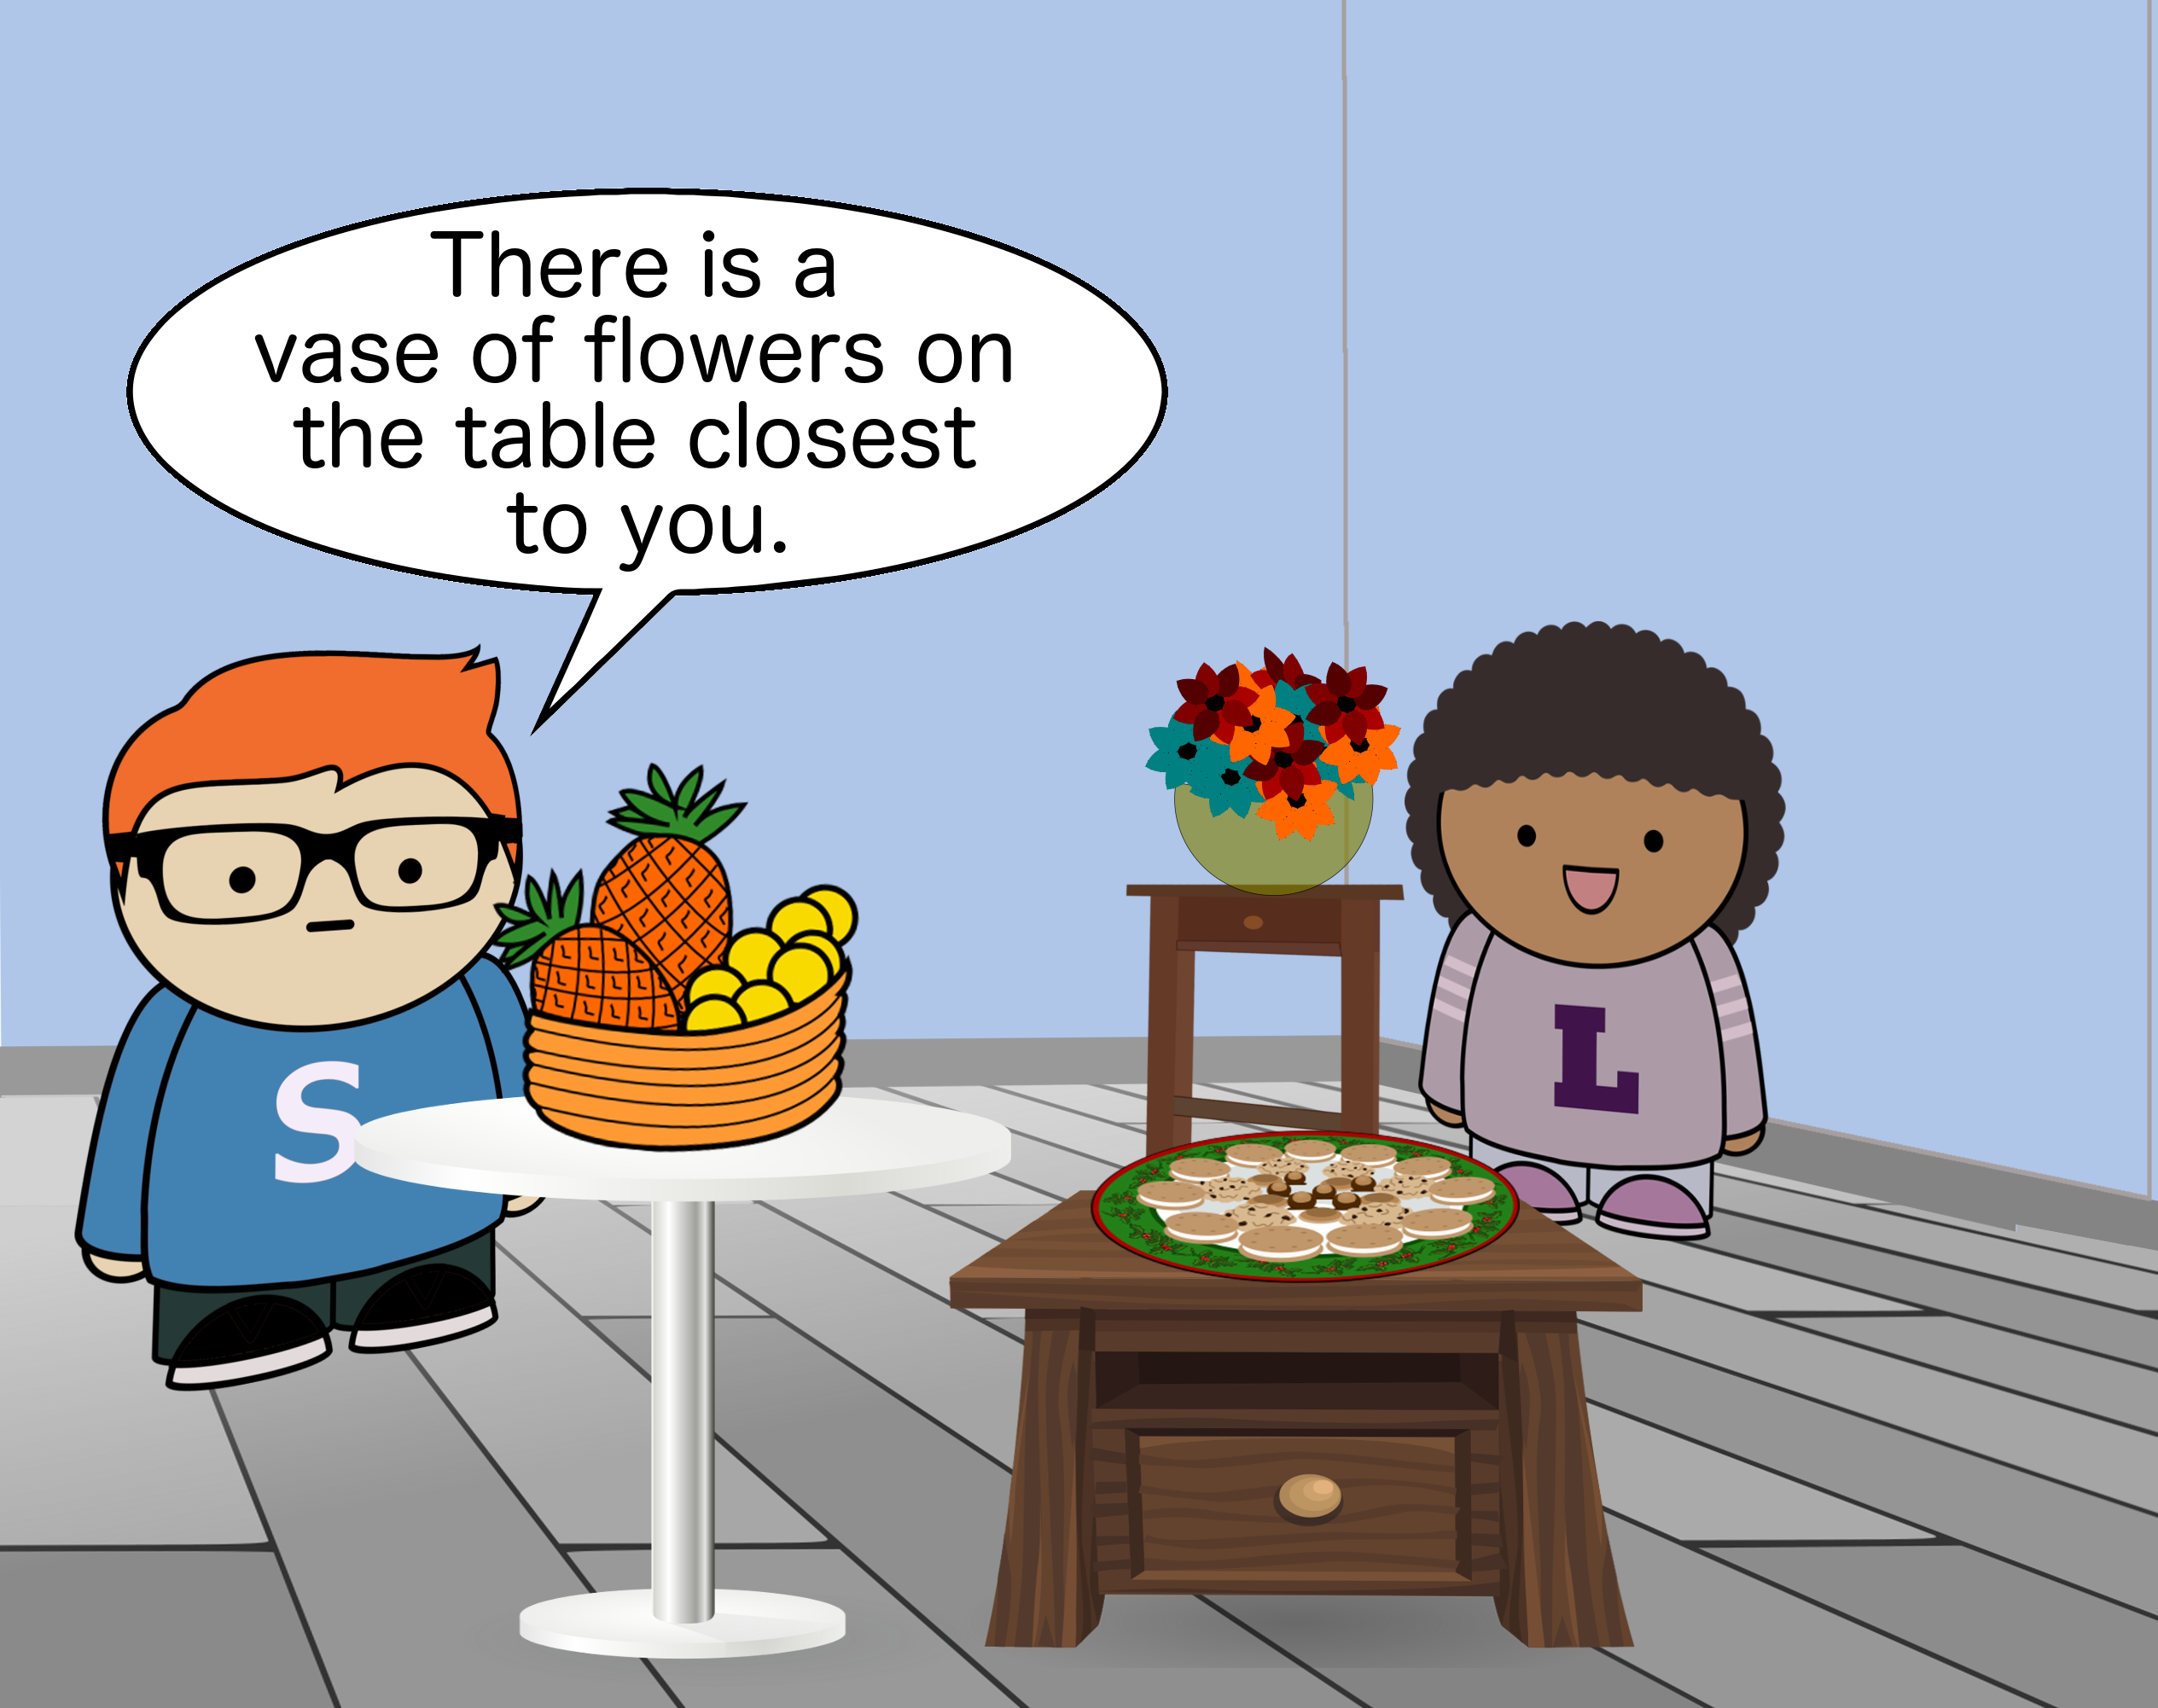 There is a
vase of flowers on
the table closest
to you.
S
L